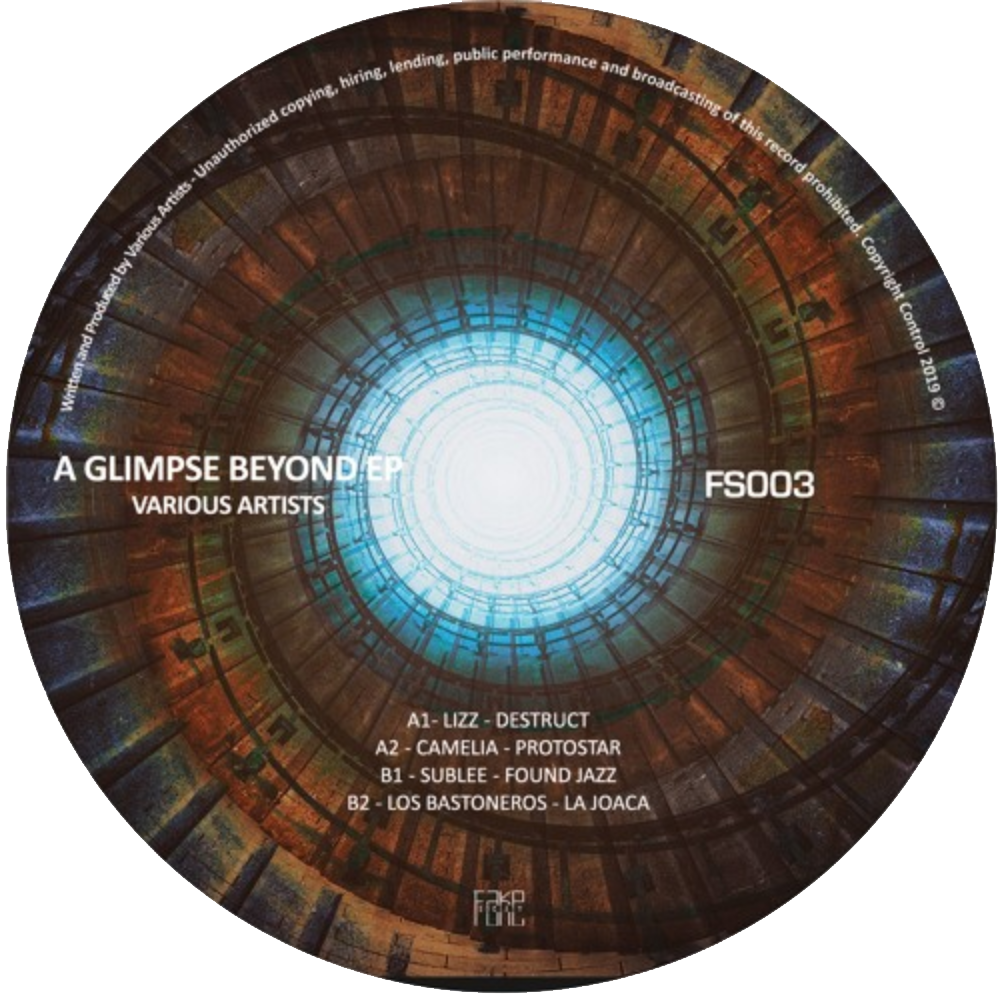 Written and Produced by Various Artists - Unauthorized copying, hiring, lending, public performance and broadcasting of this record prohibited. Copyright Control 2019 ©
A GLIMPSE BEYOND EP
VARIOUS ARTISTS
FS003
A1- LIZZ - DESTRUCT
A2 - CAMELIA - PROTOSTAR
B1 - SUBLEE - FOUND JAZZ
B2 - LOS BASTONEROS - LA JOACA